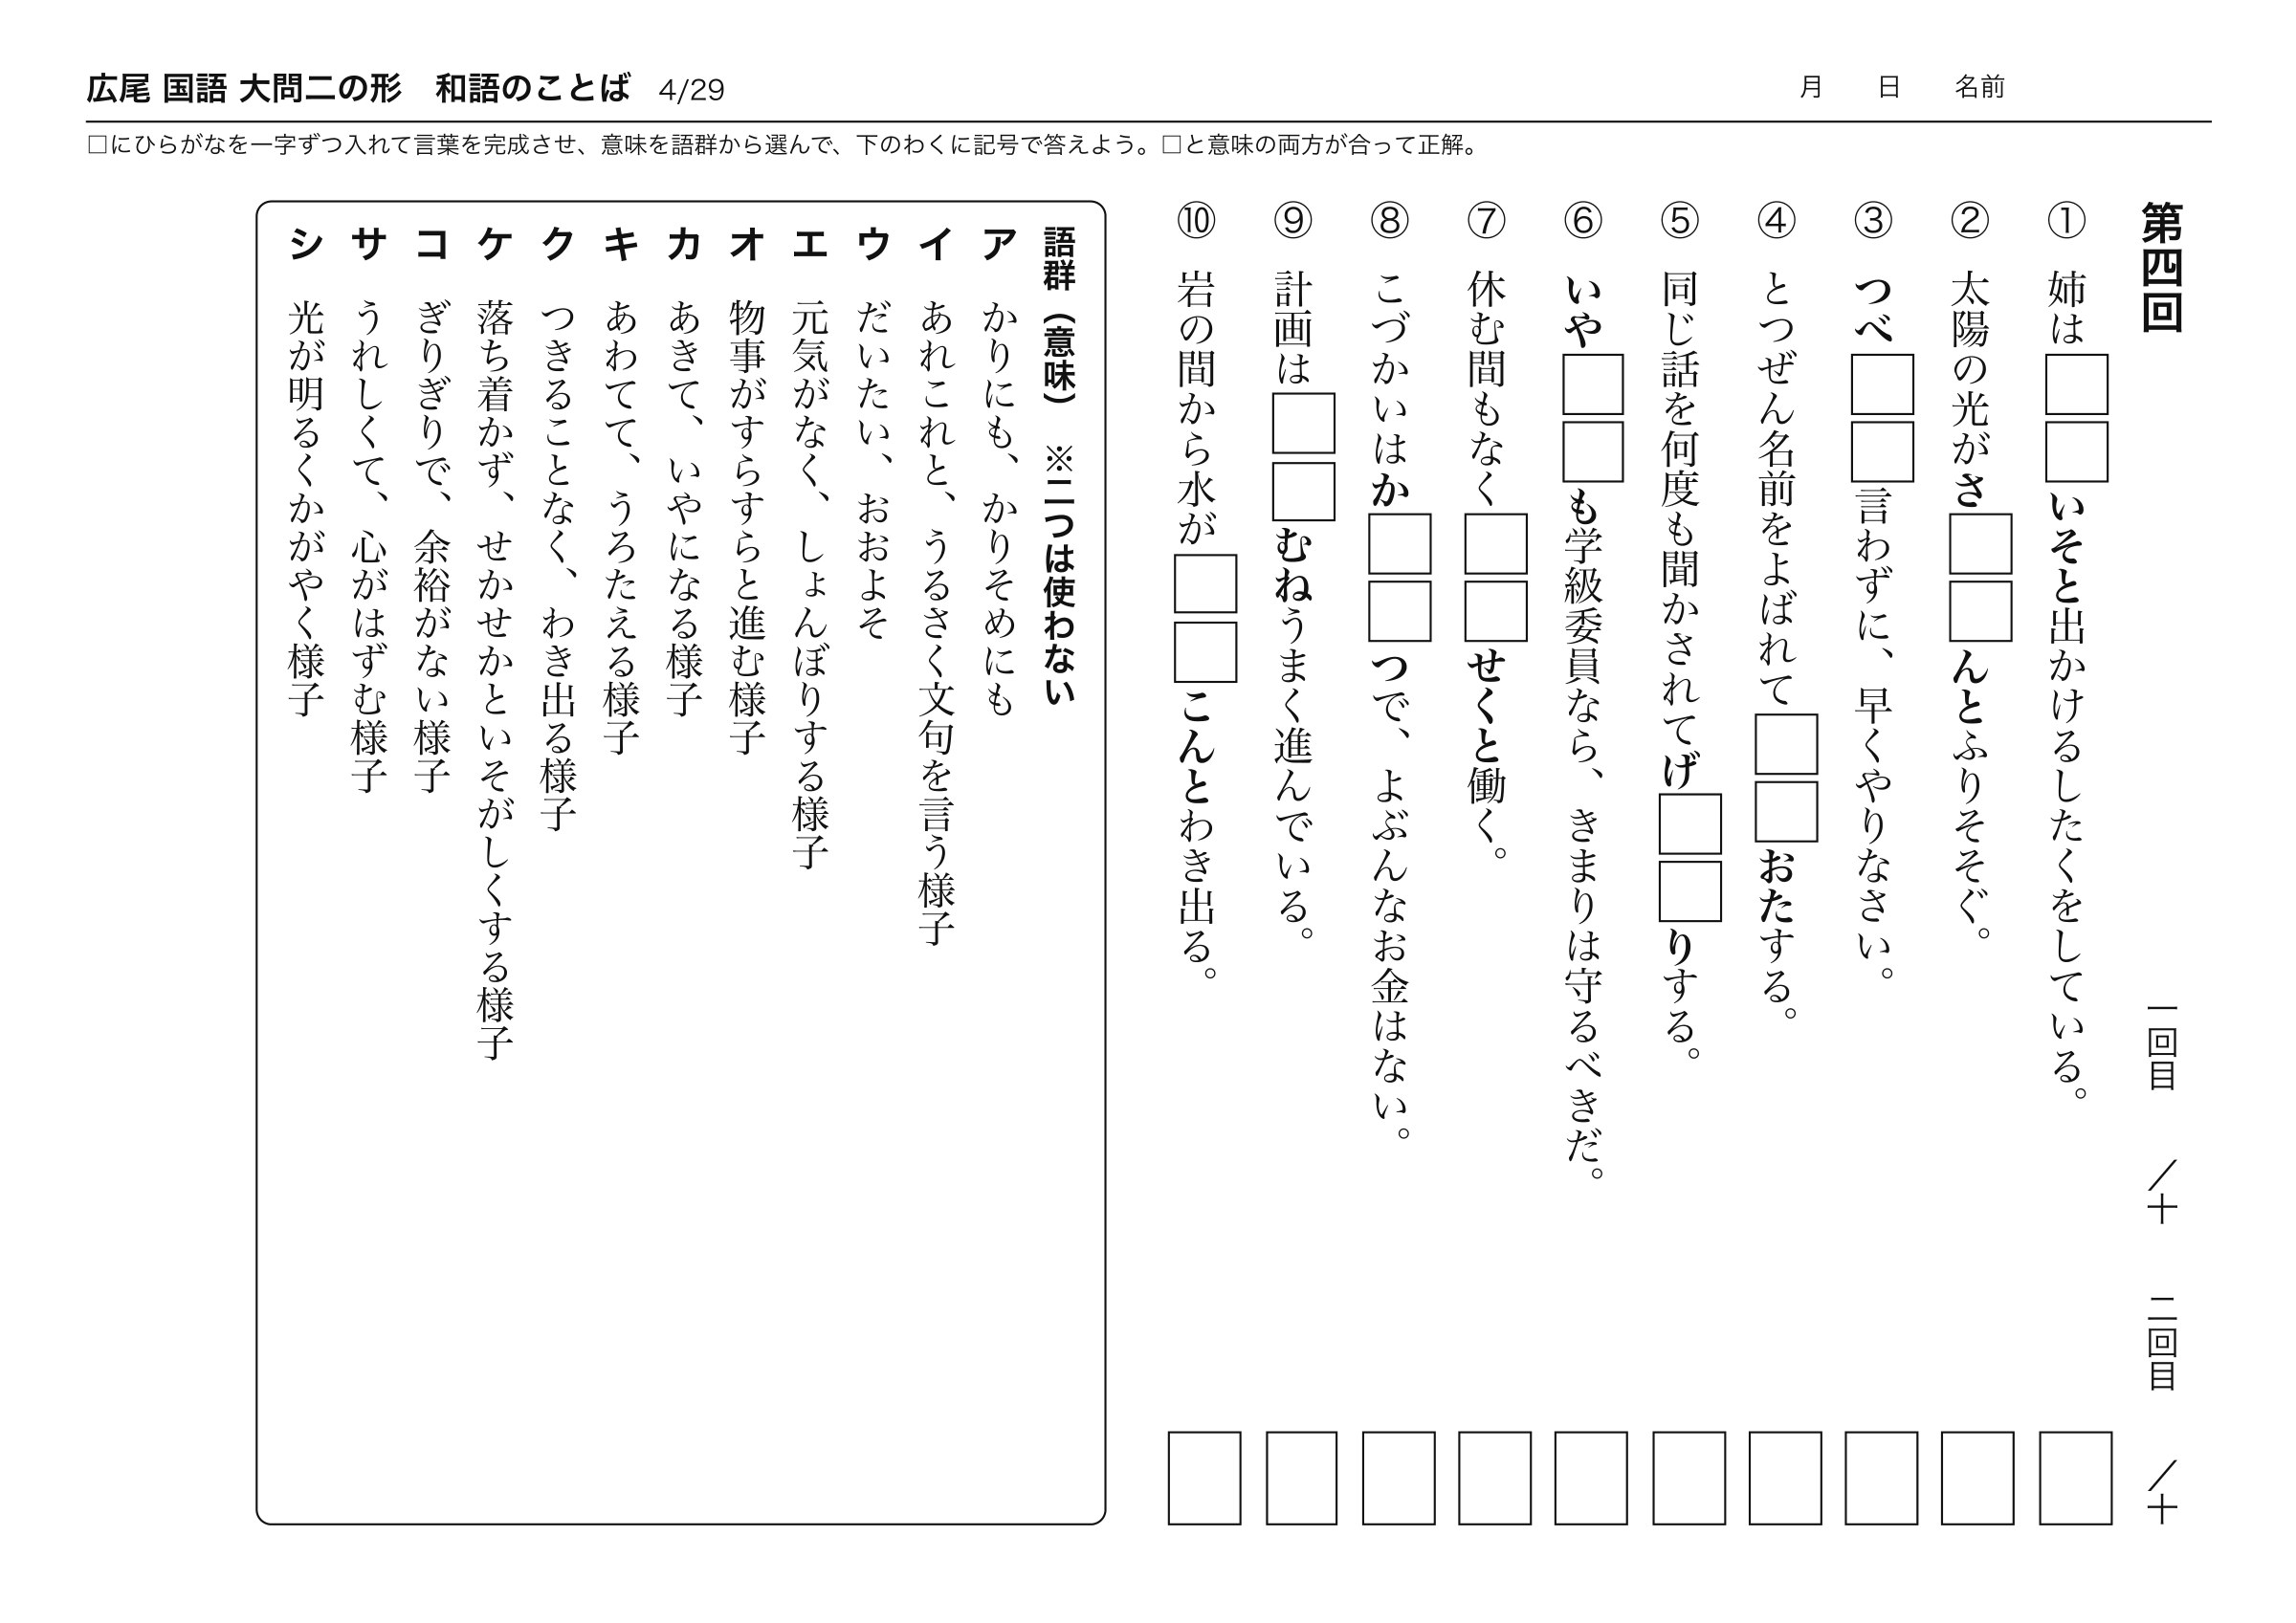 広尾 国語 大問二の形　和語のことば　4/29
月　日　名前
□にひらがなを一字ずつ入れて言葉を完成させ、意味を語群から選んで、下のわくに記号で答えよう。□と意味の両方が合って正解。
第四回　一回目　／十　二回目　／十
① 姉は□□いそと出かけるしたくをしている。
② 太陽の光がさ□□んとふりそそぐ。
③ つべ□□言わずに、早くやりなさい。
④ とつぜん名前をよばれて□□おたする。
⑤ 同じ話を何度も聞かされてげ□□りする。
⑥ いや□□も学級委員なら、きまりは守るべきだ。
⑦ 休む間もなく□□せくと働く。
⑧ こづかいはか□□つで、よぶんなお金はない。
⑨ 計画は□□むねうまく進んでいる。
⑩ 岩の間から水が□□こんとわき出る。
語群（意味）　※二つは使わない
ア　かりにも、かりそめにも
イ　あれこれと、うるさく文句を言う様子
ウ　だいたい、おおよそ
エ　元気がなく、しょんぼりする様子
オ　物事がすらすらと進む様子
カ　あきて、いやになる様子
キ　あわてて、うろたえる様子
ク　つきることなく、わき出る様子
ケ　落ち着かず、せかせかといそがしくする様子
コ　ぎりぎりで、余裕がない様子
サ　うれしくて、心がはずむ様子
シ　光が明るくかがやく様子